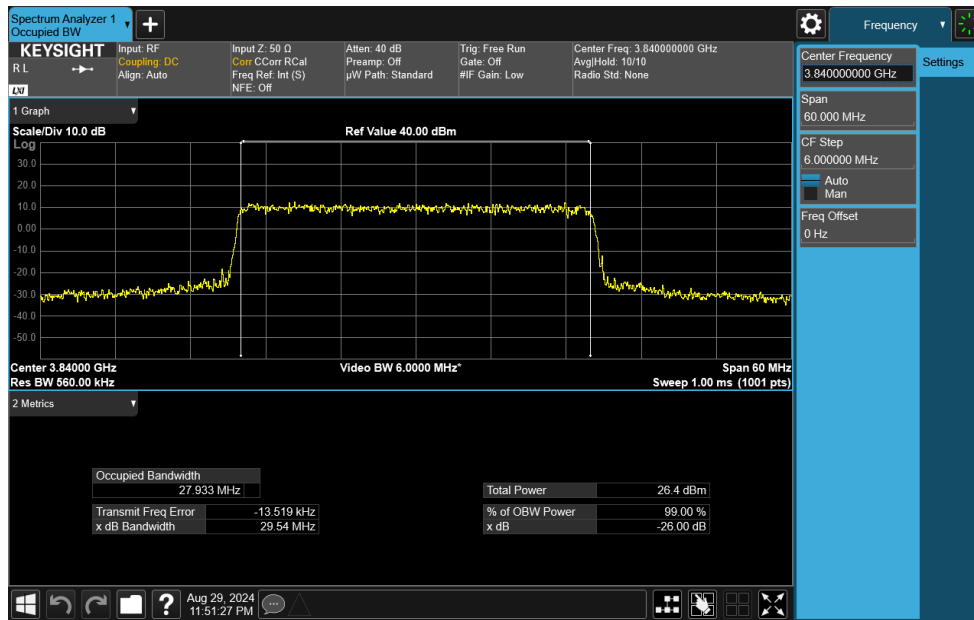 Spectrum Analyzer 1
Occupied BW
Frequency
KEYSIGHT
R L
LXI
Input: RF
Coupling: DC
Align: Auto
Input Z: 50 Ω
Corr CCorr RCal
Freq Ref: Int (S)
NFE: Off
Atten: 40 dB
Preamp: Off
µW Path: Standard
Trig: Free Run
Gate: Off
#IF Gain: Low
Center Freq: 3.840000000 GHz
Avg|Hold: 10/10
Radio Std: None
Center Frequency
3.840000000 GHz
Settings
Span
60.000 MHz
CF Step
6.000000 MHz
Auto
Man
Freq Offset
0 Hz
1 Graph
Scale/Div 10.0 dB
Ref Value 40.00 dBm
Log
30.0
20.0
10.0
0.00
-10.0
-20.0
-30.0
-40.0
-50.0
Center 3.84000 GHz
Video BW 6.0000 MHz*
Span 60 MHz
Res BW 560.00 kHz
Sweep 1.00 ms (1001 pts)
2 Metrics
Occupied Bandwidth
27.933 MHz
Total Power 26.4 dBm
Transmit Freq Error -13.519 kHz
% of OBW Power 99.00 %
x dB Bandwidth 29.54 MHz
x dB -26.00 dB
?
Aug 29, 2024
11:51:27 PM